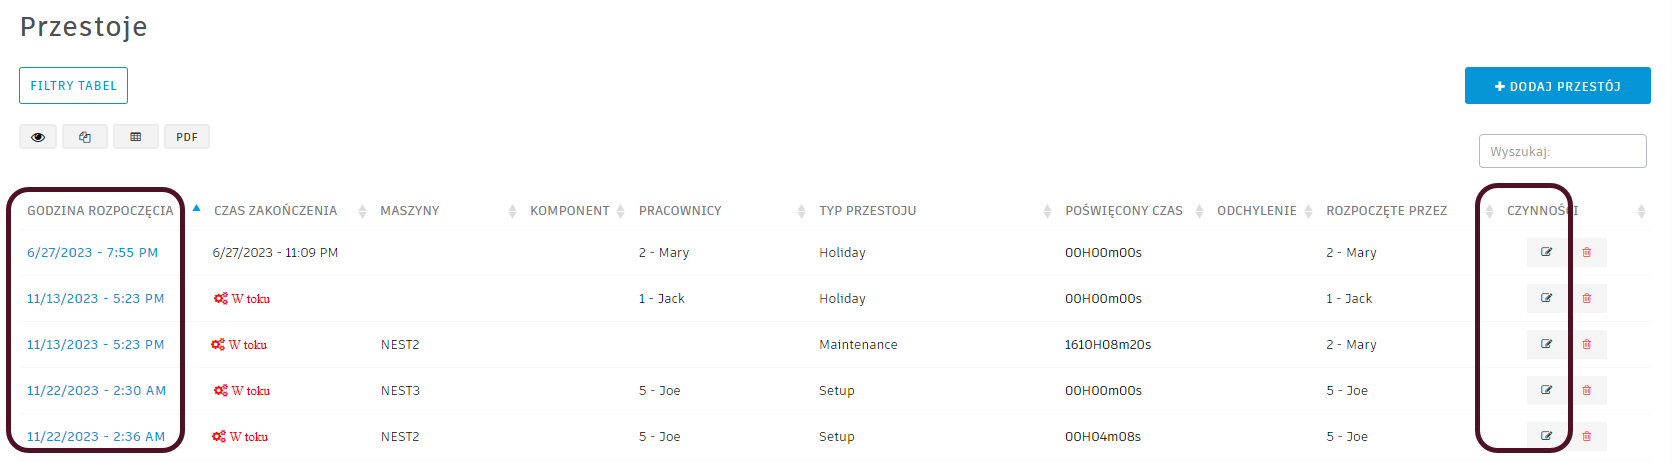 Przestoje
FILTRY TABEL
DODAJ PRZESTÓJ
PDF
Wyszukaj:
GODZINA ROZPOCZĘCIA CZAS ZAKOŃCZENIA MASZYNY KOMPONENT PRACOWNICY TYP PRZESTOJU POŚWIĘCONY CZAS ODCHYLENIE ROZPOCZĘTE PRZEZ CZYNNOŚCI
6/27/2023 - 7:55 PM 6/27/2023 - 11:09 PM 2 - Mary Holiday 00H00m00s 2 - Mary
11/13/2023 - 5:23 PM W toku 1 - Jack Holiday 00H00m00s 1 - Jack
11/13/2023 - 5:23 PM W toku NEST2 Maintenance 1610H08m20s 2 - Mary
11/22/2023 - 2:30 AM W toku NEST3 5 - Joe Setup 00H00m00s 5 - Joe
11/22/2023 - 2:36 AM W toku NEST2 5 - Joe Setup 00H04m08s 5 - Joe